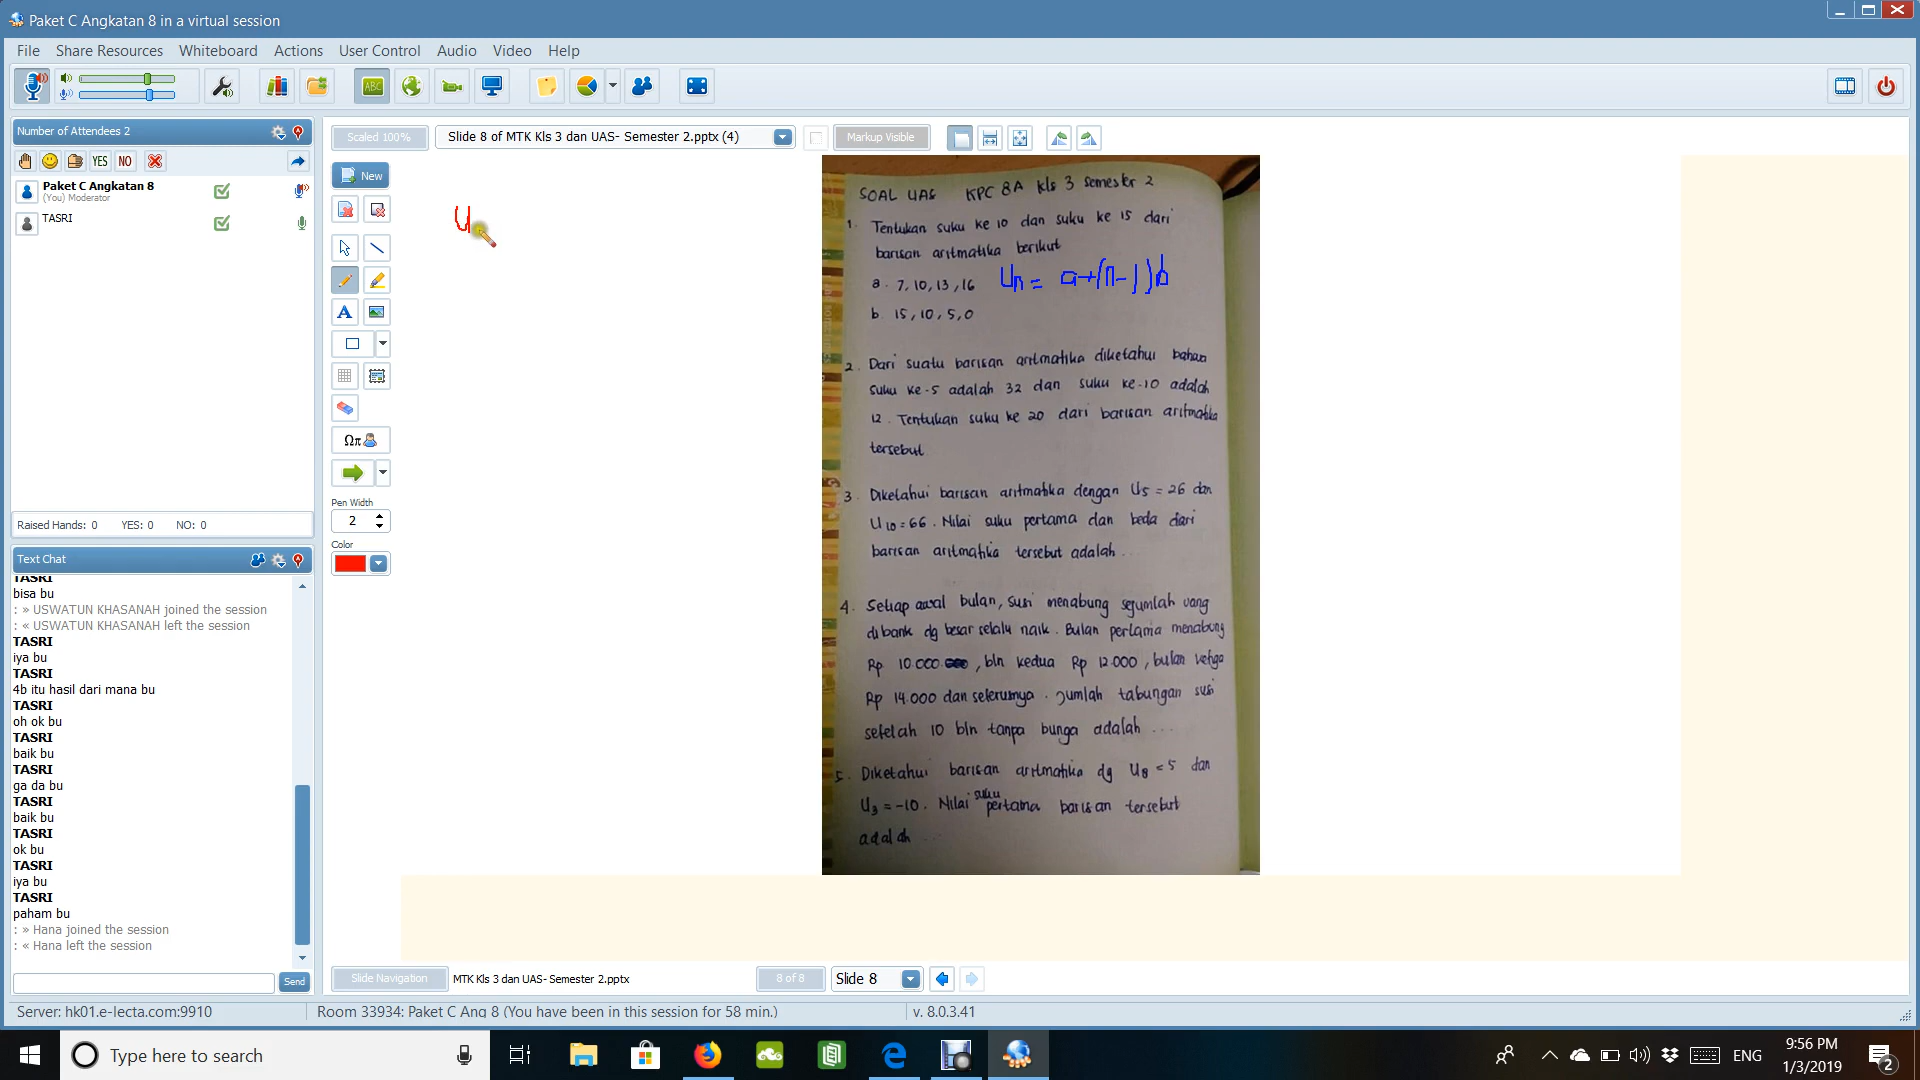 Paket C Angkatan 8 in a virtual session
File Share Resources Whiteboard Actions User Control Audio Video Help
Number of Attendees 2
YES NO
Paket C Angkatan 8
(You) Moderator
TASRI
Raised Hands: 0 YES: 0 NO: 0
Text Chat
TASRI
bisa bu
: » USWATUN KHASANAH joined the session
: « USWATUN KHASANAH left the session
TASRI
iya bu
TASRI
4b itu hasil dari mana bu
TASRI
oh ok bu
TASRI
baik bu
TASRI
ga da bu
TASRI
baik bu
TASRI
ok bu
TASRI
iya bu
TASRI
paham bu
: » Hana joined the session
: « Hana left the session
Send
Scaled 100%
Slide 8 of MTK Kls 3 dan UAS- Semester 2.pptx (4)
Markup Visible
New
ABC
A
Ωπ
Pen Width
2
Color
U
SOAL UAS KPC 8A Kls 3 Semester 2
1. Tentukan suku ke 10 dan suku ke 15 dari
barisan aritmatika berikut
a. 7, 10, 13, 16
Un = a+(n-1)b
b. 15, 10, 5, 0
2. Dari suatu barisan aritmatika diketahui bahwa
suku ke-5 adalah 32 dan suku ke-10 adalah
12. Tentukan suku ke 20 dari barisan aritmatika
tersebut
3. Diketahui barisan aritmatika dengan U5 = 26 dan
U10 = 66. Nilai suku pertama dan beda dari
barisan aritmatika tersebut adalah...
4. Setiap awal bulan, susi menabung sejumlah uang
di bank dg besar selalu naik. Bulan pertama menabung
Rp 10.000, bln kedua Rp 12.000, bulan ketiga
Rp 14.000 dan seterusnya. Jumlah tabungan susi
setelah 10 bln tanpa bunga adalah ...
5. Diketahui barisan aritmatika dg U8 = 5 dan
U3 = -10. Nilai suku pertama barisan tersebut
adalah ...
Slide Navigation
MTK Kls 3 dan UAS- Semester 2.pptx
8 of 8
Slide 8
Server: hk01.e-lecta.com:9910
Room 33934: Paket C Ang 8 (You have been in this session for 58 min.)
v. 8.0.3.41
Type here to search
ENG
9:56 PM
1/3/2019
2